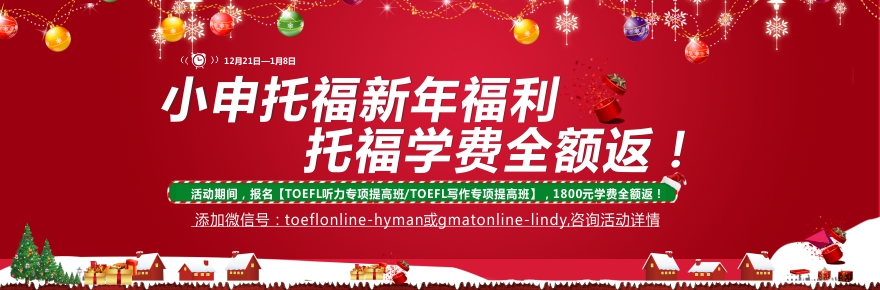 12月21日—1月8日
小申托福新年福利
托福学费全额返！
活动期间，报名【TOEFL听力专项提高班/TOEFL写作专项提高班】，1800元学费全额返！
添加微信号：toeflonline-hyman或gmatonline-lindy,咨询活动详情